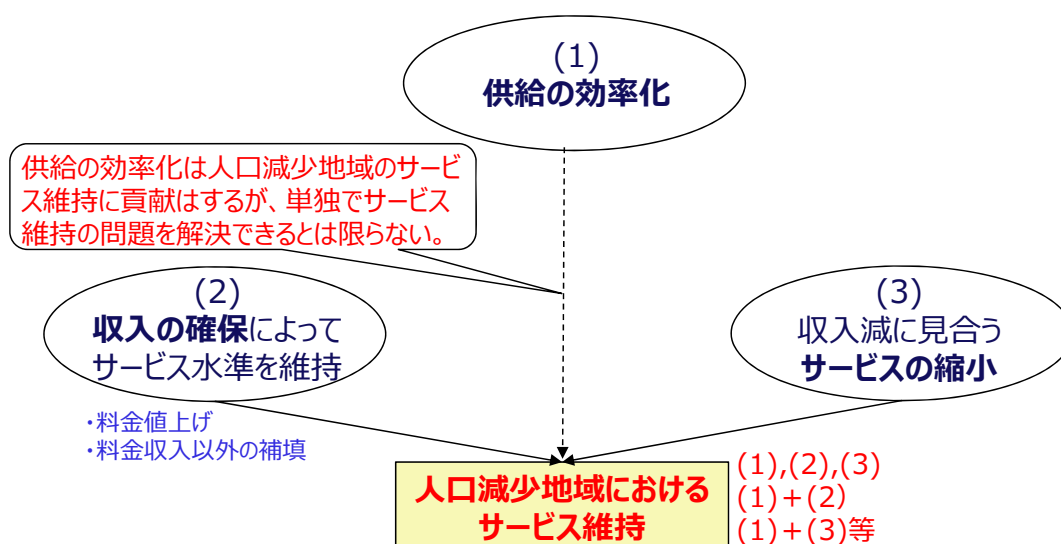 (1)
供給の効率化
供給の効率化は人口減少地域のサービ
ス維持に貢献はするが、単独でサービス
維持の問題を解決できるとは限らない。
(2)
収入の確保によって
サービス水準を維持
・料金値上げ
・料金収入以外の補填
(3)
収入減に見合う
サービスの縮小
人口減少地域における
サービス維持
(1),(2),(3)
(1)+(2)
(1)+(3)等